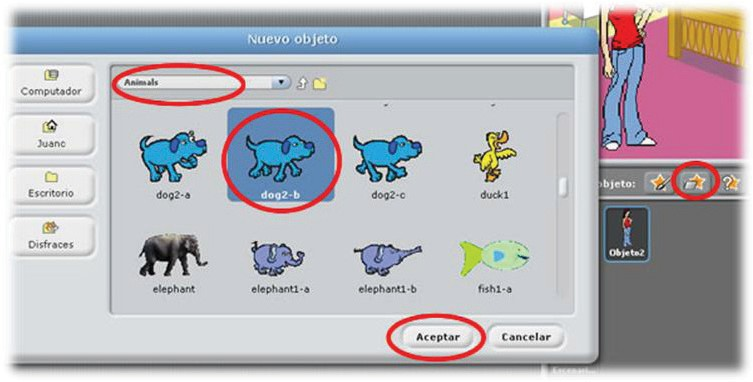 Nuevo objeto
Computador
Juanc
Escritorio
Disfraces
Animals
dog2-a
dog2-b
dog2-c
duck1
elephant
elephant1-a
elephant1-b
fish1-a
Aceptar
Cancelar
objeto:
Objeto2